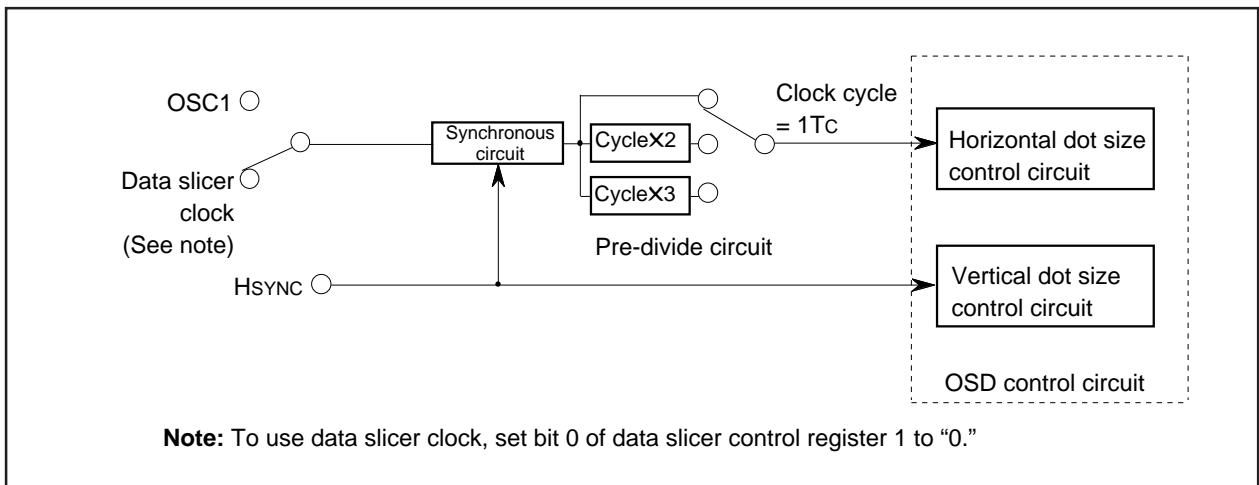 OSC1
Data slicer
clock
(See note)
HSYNC
Synchronous
circuit
Cycle✕2
Cycle✕3
Pre-divide circuit
Clock cycle
= 1TC
Horizontal dot size
control circuit
Vertical dot size
control circuit
OSD control circuit
Note: To use data slicer clock, set bit 0 of data slicer control register 1 to “0.”